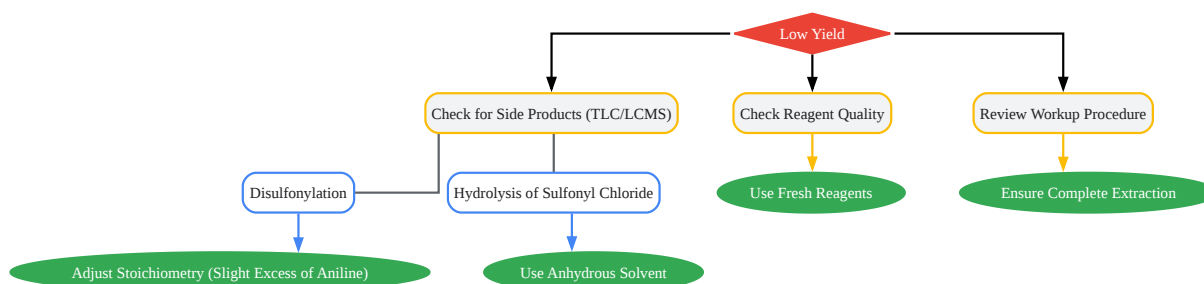 Low Yield
Check for Side Products (TLC/LCMS)
Check Reagent Quality
Review Workup Procedure
Disulfonylation
Hydrolysis of Sulfonyl Chloride
Use Fresh Reagents
Ensure Complete Extraction
Adjust Stoichiometry (Slight Excess of Aniline)
Use Anhydrous Solvent